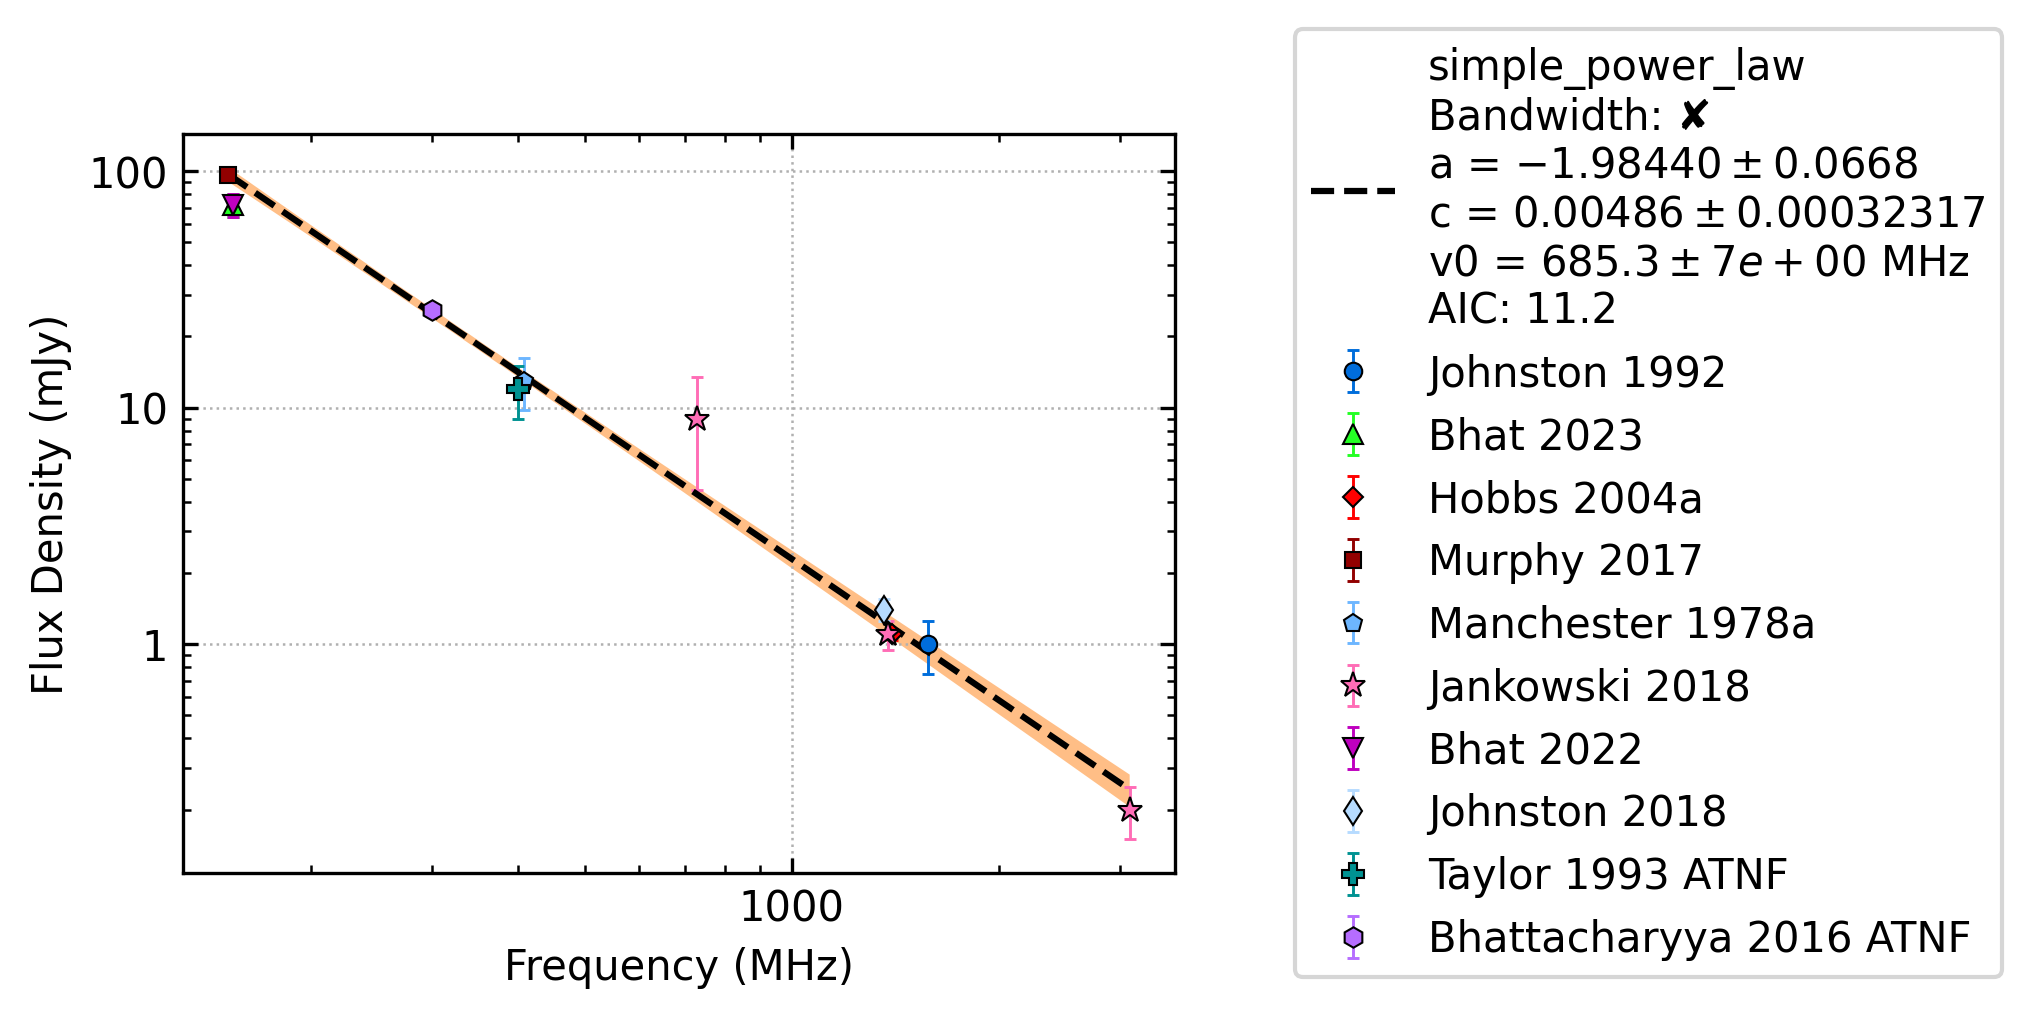 100
10
1
Flux Density (mJy)
1000
Frequency (MHz)
simple_power_law
Bandwidth: ✘
a = −1.98440 ± 0.0668
c = 0.00486 ± 0.00032317
v0 = 685.3 ± 7e + 00 MHz
AIC: 11.2
Johnston 1992
Bhat 2023
Hobbs 2004a
Murphy 2017
Manchester 1978a
Jankowski 2018
Bhat 2022
Johnston 2018
Taylor 1993 ATNF
Bhattacharyya 2016 ATNF